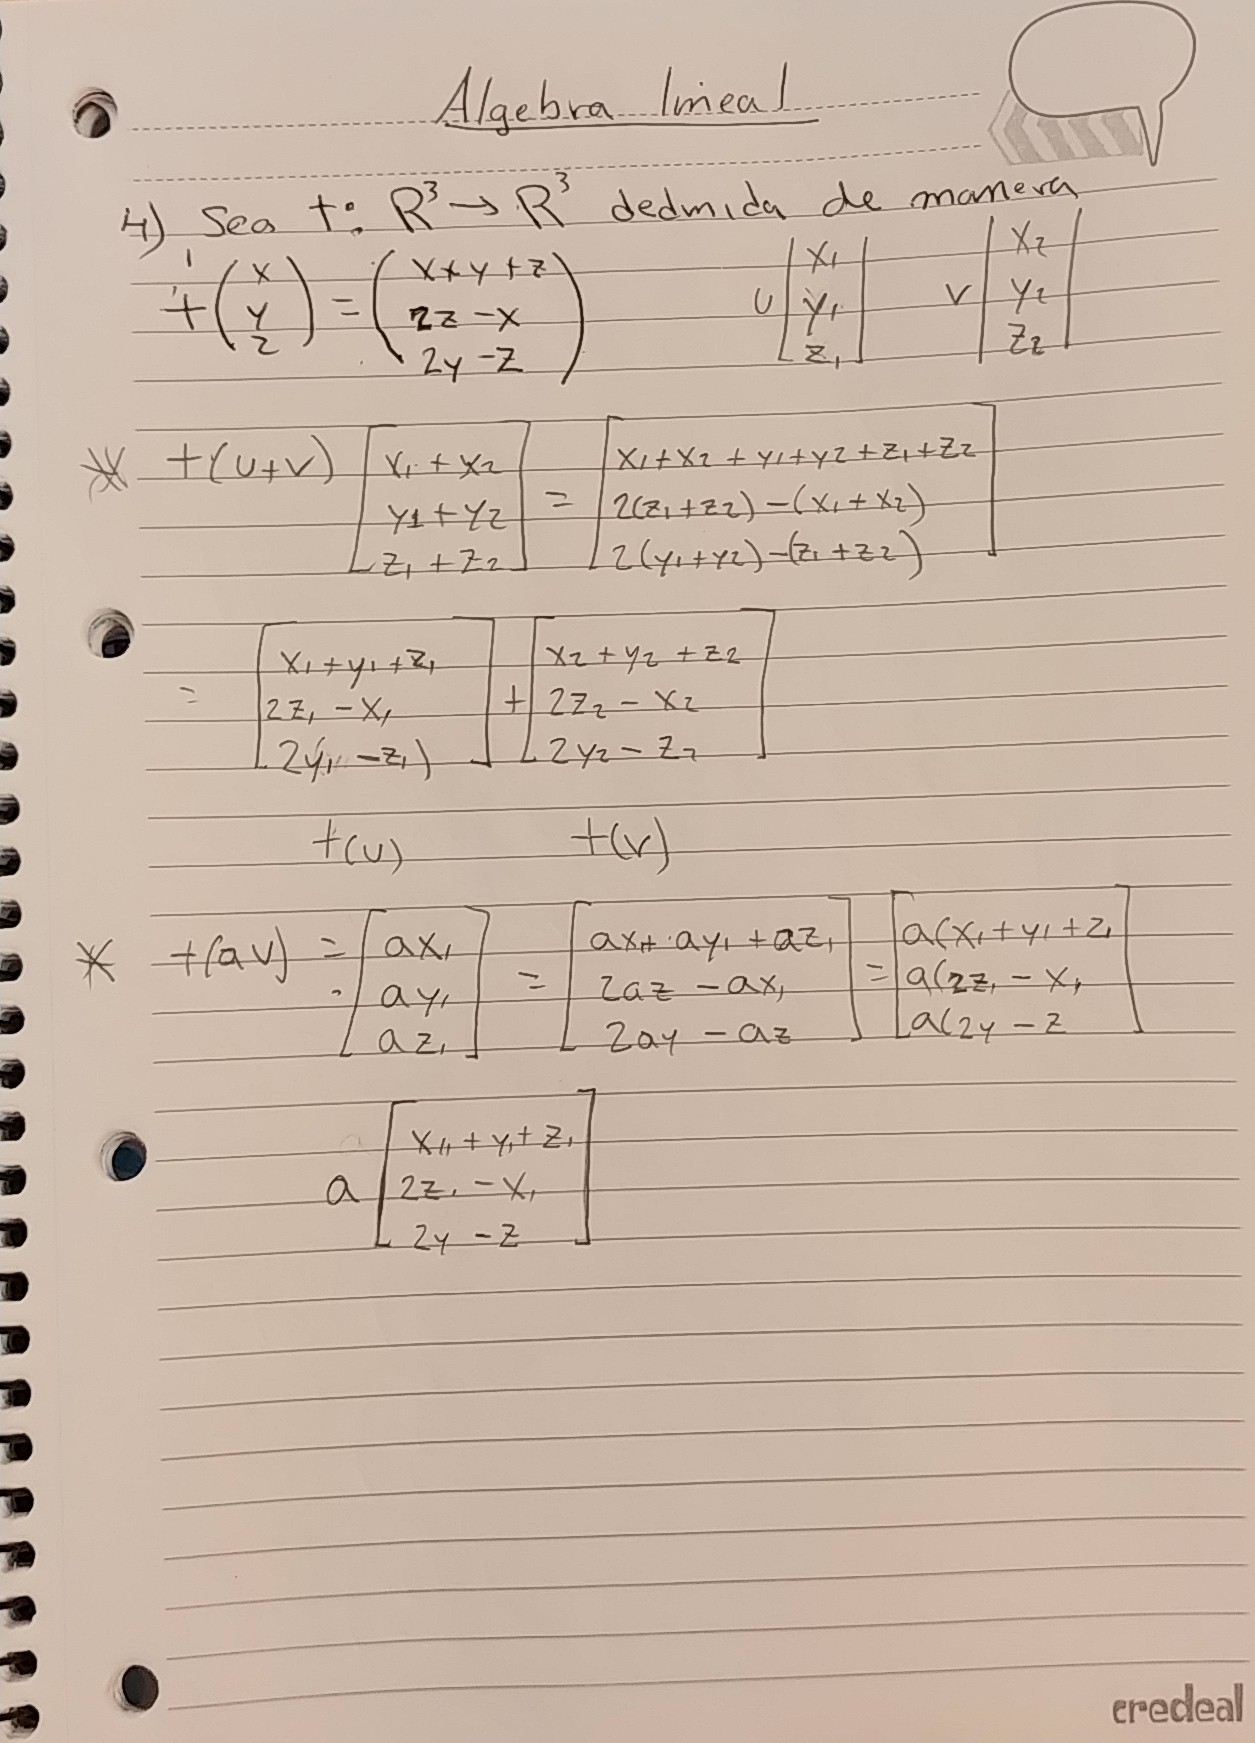 Algebra lineal
4) Sea t: R³ → R³ dedmida de manera
t(x y z) = (x+y+z 2z-x 2y-z) U|x₁ y₁ z₁| V|x₂ y₂ z₂|
* t(u+v) [x₁+x₂ y1+y2 z₁+z₂] = [x₁+x₂+y₁+y2+z₁+z2 2(z₁+z2)-(x₁+x₂) 2(y₁+y2)-(z₁+z2)]
= [x₁+y₁+z₁ 2z₁-x₁ 2y₁-z₁)] + [x2+y2+z2 2z₂-x2 2y2-z₂]
t(u) t(v)
* t(av) = [ax₁ ay₁ az₁] = [ax₁+ay₁+az₁ 2az-ax₁ 2ay-az] = [a(x₁+y₁+z₁ a(2z₁-x₁ a(2y-z]
a [x₁+y₁+z₁ 2z₁-x₁ 2y-z]
credeal